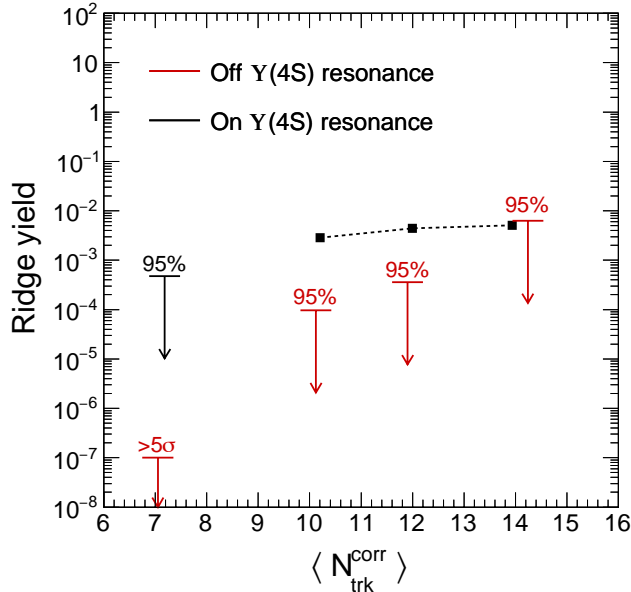 10²
10
1
10⁻¹
10⁻²
10⁻³
10⁻⁴
10⁻⁵
10⁻⁶
10⁻⁷
10⁻⁸
Ridge yield
Off ϒ(4S) resonance
On ϒ(4S) resonance
95%
95%
95%
95%
>5σ
6 7 8 9 10 11 12 13 14 15 16
⟨ N_trk^corr ⟩